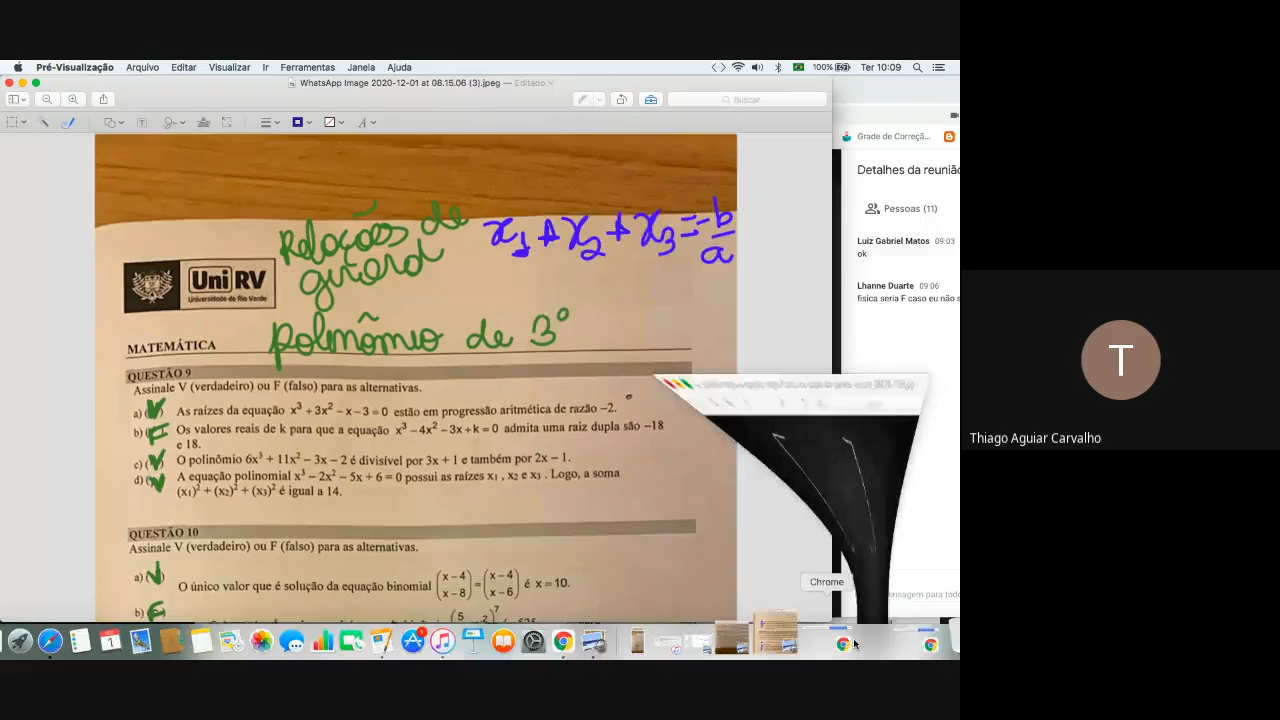 Pré-Visualização Arquivo Editar Visualizar Ir Ferramentas Janela Ajuda 100% Ter 10:09
WhatsApp Image 2020-12-01 at 08.15.06 (3).jpeg — Editado
Buscar
Grade de Correçã...
Detalhes da reunião
Pessoas (11)
Luiz Gabriel Matos 09:03
ok
Lhanne Duarte 09:06
fisica seria F caso eu não s
Relações de
girard
x₁ + x₂ + x₃ = -b/a
UniRV
Universidade de Rio Verde
polinômio de 3º
MATEMÁTICA
QUESTÃO 9
Assinale V (verdadeiro) ou F (falso) para as alternativas.
a) (V) As raízes da equação x³ + 3x² − x − 3 = 0 estão em progressão aritmética de razão −2.
b) (F) Os valores reais de k para que a equação x³ − 4x² − 3x + k = 0 admita uma raiz dupla são −18
e 18.
c) (V) O polinômio 6x³ + 11x² − 3x − 2 é divisível por 3x + 1 e também por 2x − 1.
d) (V) A equação polinomial x³ − 2x² − 5x + 6 = 0 possui as raízes x₁ , x₂ e x₃ . Logo, a soma
(x₁)² + (x₂)² + (x₃)² é igual a 14.
QUESTÃO 10
Assinale V (verdadeiro) ou F (falso) para as alternativas.
a) (V) O único valor que é solução da equação binomial (x − 4 / x − 8) = (x − 4 / x − 6) é x = 10.
b) (F)
Chrome
ensagem para todo
T
Thiago Aguiar Carvalho